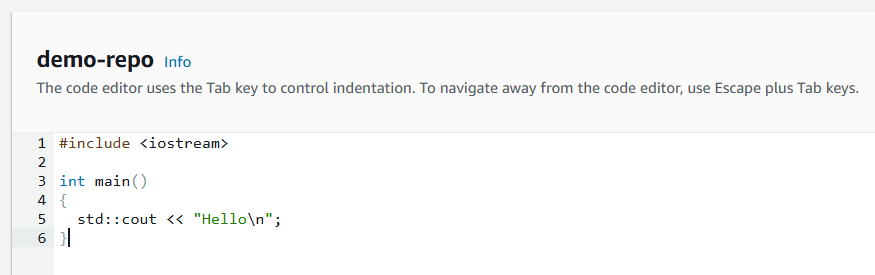 demo-repo Info
The code editor uses the Tab key to control indentation. To navigate away from the code editor, use Escape plus Tab keys.
1 #include <iostream>
2
3 int main()
4 {
5   std::cout << "Hello\n";
6 }